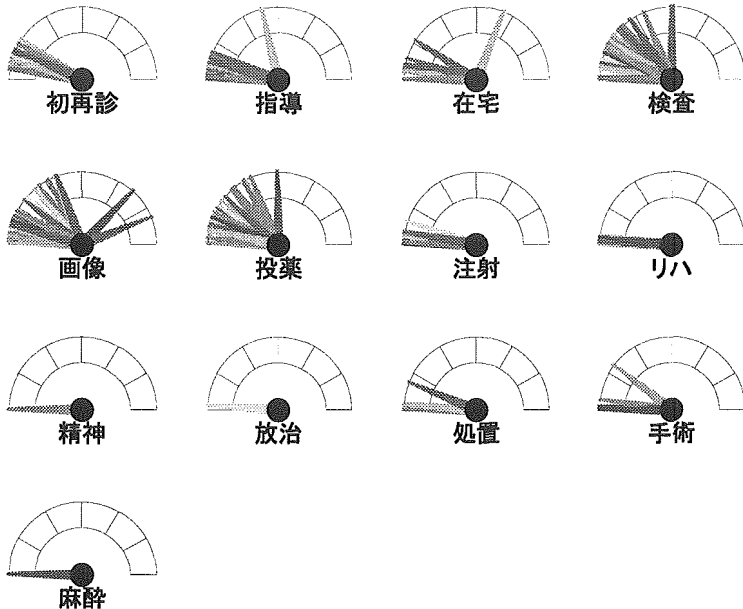 初再診
指導
在宅
検査
画像
投薬
注射
リハ
精神
放治
処置
手術
麻酔